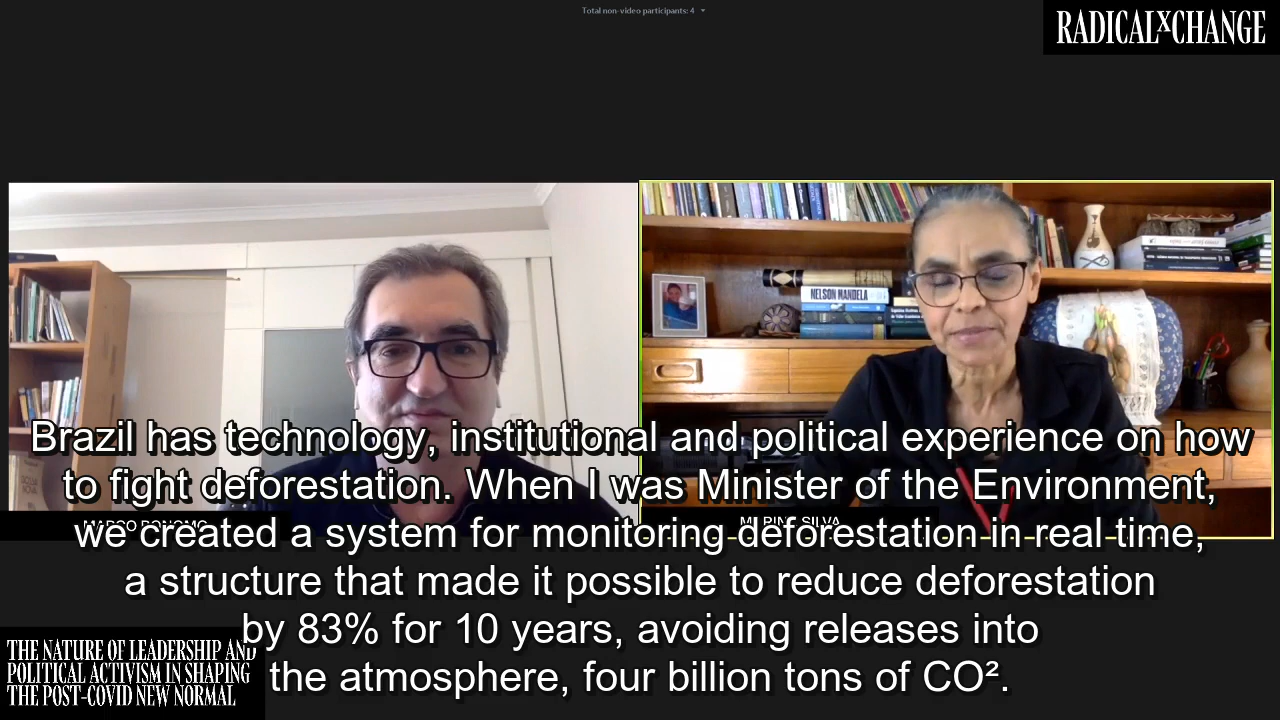 Total non-video participants: 4
RADICALXCHANGE
NELSON MANDELA
Brazil has technology, institutional and political experience on how
to fight deforestation. When I was Minister of the Environment,
we created a system for monitoring deforestation in real time,
a structure that made it possible to reduce deforestation
by 83% for 10 years, avoiding releases into
the atmosphere, four billion tons of CO².
SILVA
THE NATURE OF LEADERSHIP AND
POLITICAL ACTIVISM IN SHAPING
THE POST-COVID NEW NORMAL